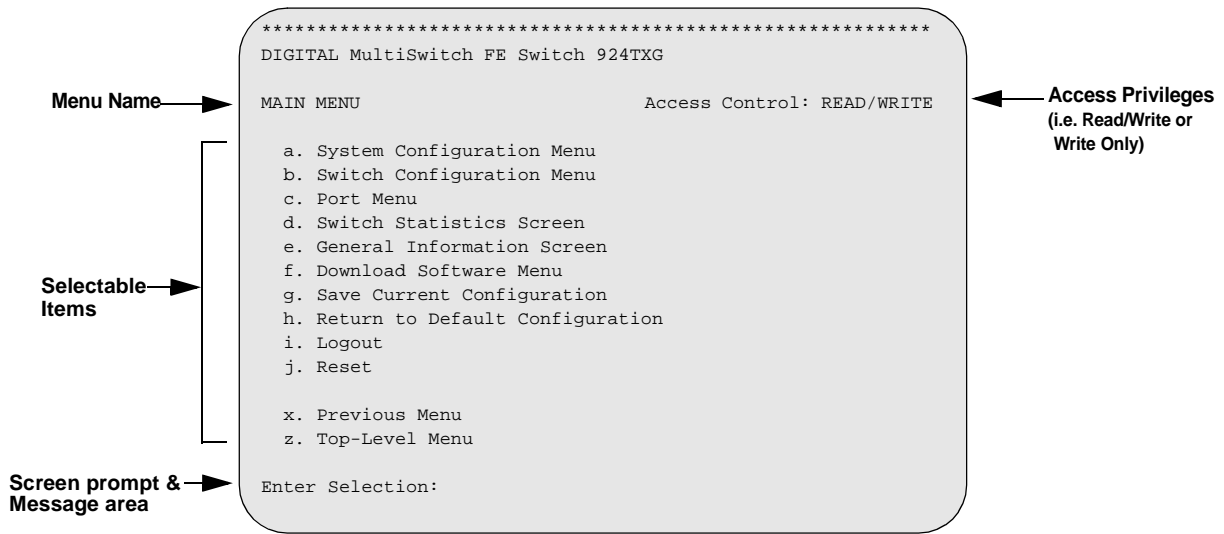 ************************************************************
DIGITAL MultiSwitch FE Switch 924TXG
Menu Name
MAIN MENU Access Control: READ/WRITE
Access Privileges
(i.e. Read/Write or
Write Only)
a. System Configuration Menu
b. Switch Configuration Menu
c. Port Menu
d. Switch Statistics Screen
e. General Information Screen
f. Download Software Menu
g. Save Current Configuration
h. Return to Default Configuration
i. Logout
j. Reset
x. Previous Menu
z. Top-Level Menu
Selectable
Items
Screen prompt &
Message area
Enter Selection: